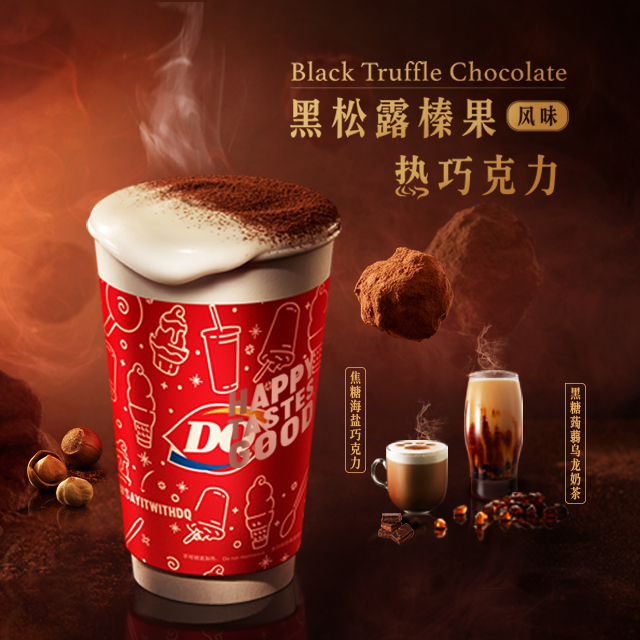 Black Truffle Chocolate
黑松露榛果 风味
热巧克力
焦糖海盐巧克力
黑糖蒟蒻乌龙奶茶
HAPPY
TASTES
GOOD
DQ
#SAYITWITHDQ